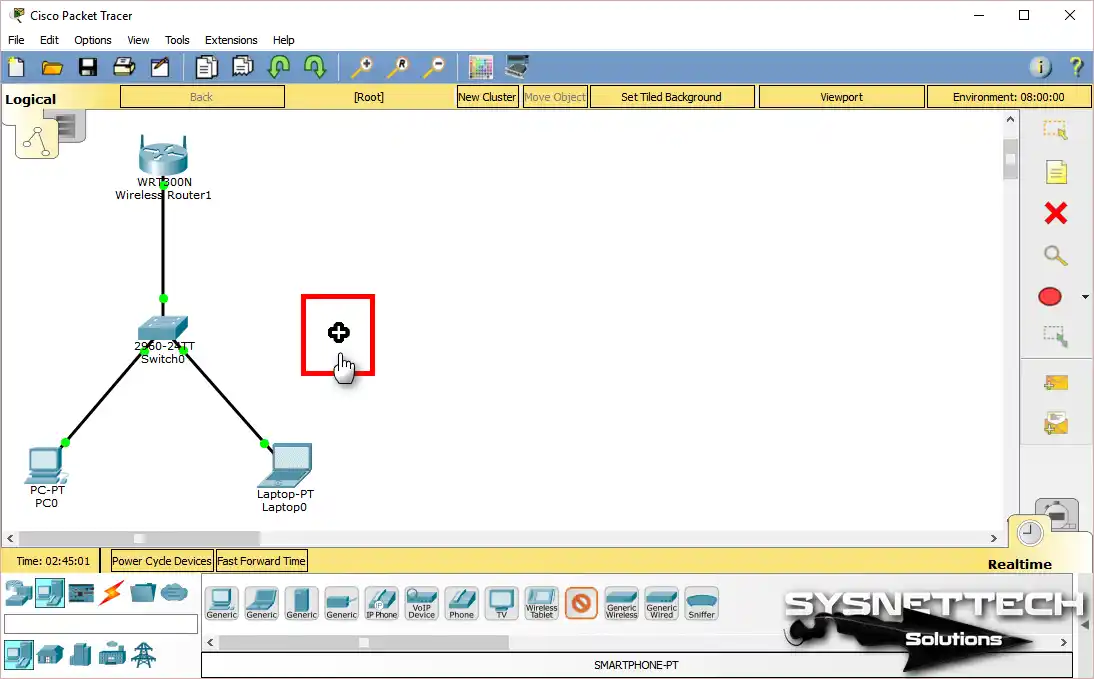 Cisco Packet Tracer
File Edit Options View Tools Extensions Help
R
i ?
Logical
Back
[Root]
New Cluster
Move Object
Set Tiled Background
Viewport
Environment: 08:00:00
WRT300N
Wireless Router1
2960-24TT
Switch0
PC-PT
PC0
Laptop-PT
Laptop0
Time: 02:45:01
Power Cycle Devices
Fast Forward Time
Realtime
Generic
Generic
Generic
Generic
IP
IP Phone
VoIP
Device
Phone
TV
Wireless
Tablet
Generic
Wireless
Generic
Wired
Sniffer
SMARTPHONE-PT
SYSNETTECH
Solutions